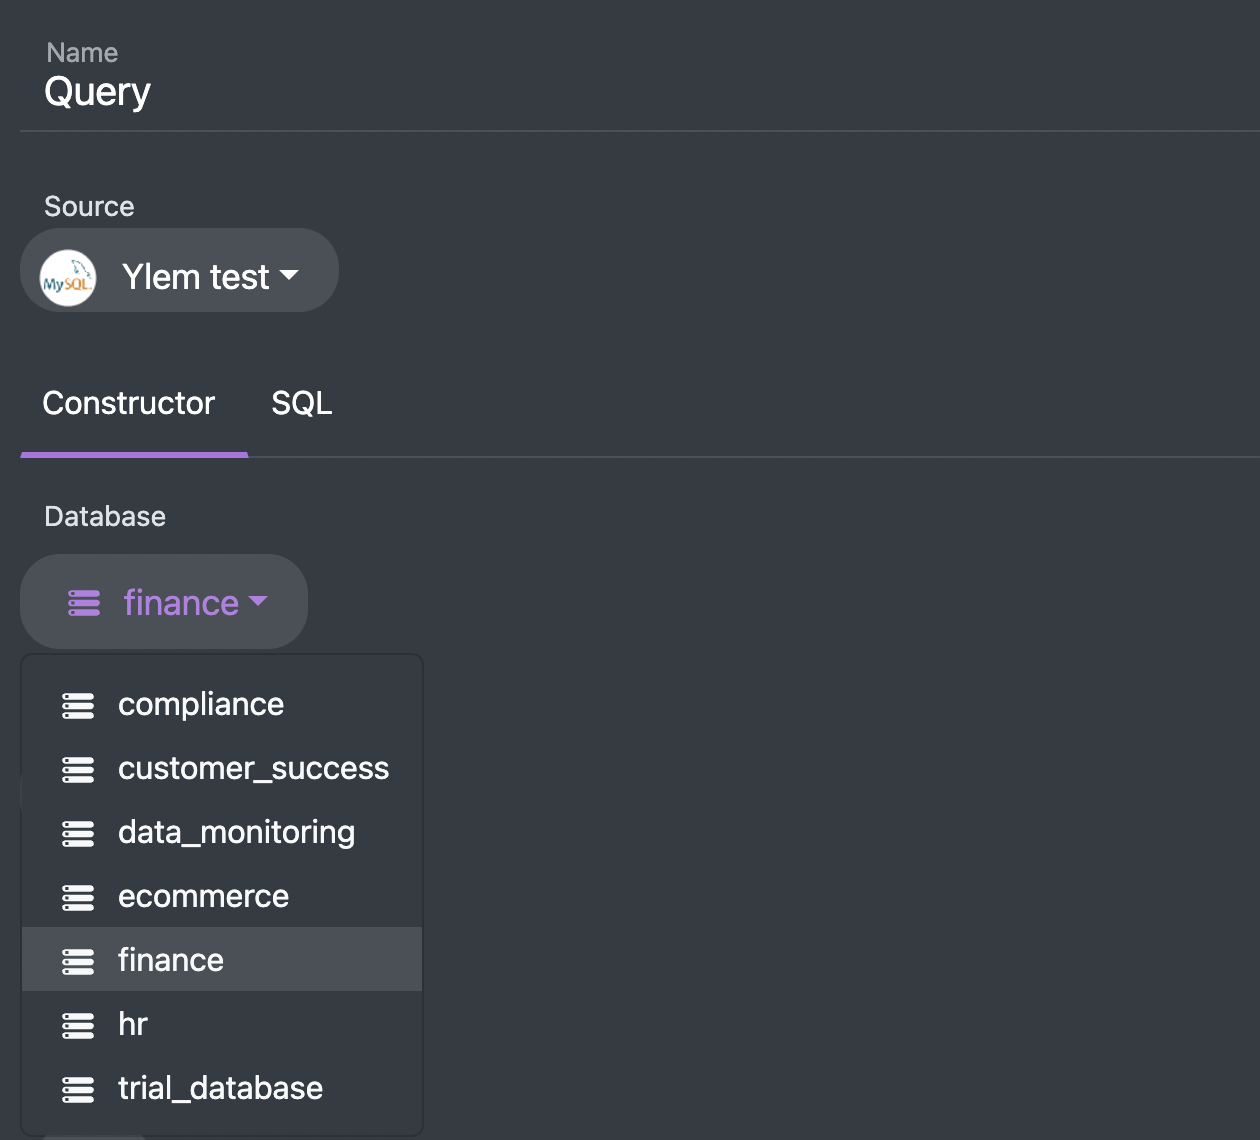 Name
Query
Source
MySQL
Ylem test
Constructor
SQL
Database
finance
compliance
customer_success
data_monitoring
ecommerce
finance
hr
trial_database